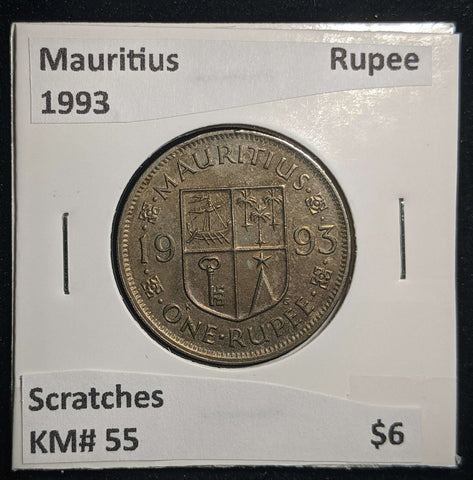 Mauritius Rupee
1993
·MAURITIUS·
19 93
·ONE·RUPEE·
Scratches
KM# 55 $6